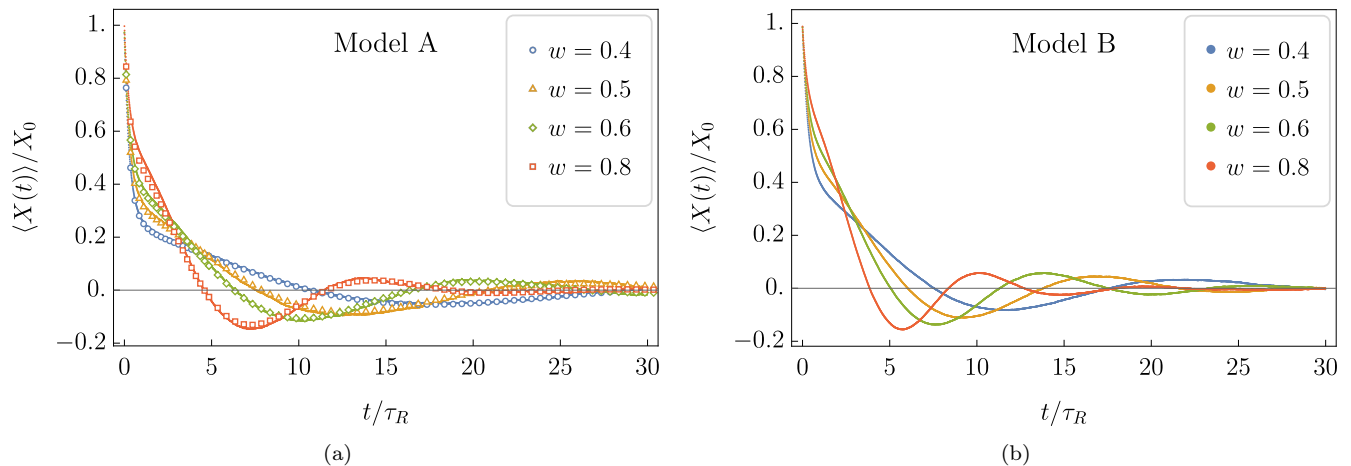 Model A
w = 0.4
w = 0.5
w = 0.6
w = 0.8
⟨X(t)⟩/X₀
1.
0.8
0.6
0.4
0.2
0.
−0.2
0 5 10 15 20 25 30
t/τ_R
(a)
Model B
w = 0.4
w = 0.5
w = 0.6
w = 0.8
⟨X(t)⟩/X₀
1.
0.8
0.6
0.4
0.2
0.
−0.2
0 5 10 15 20 25 30
t/τ_R
(b)